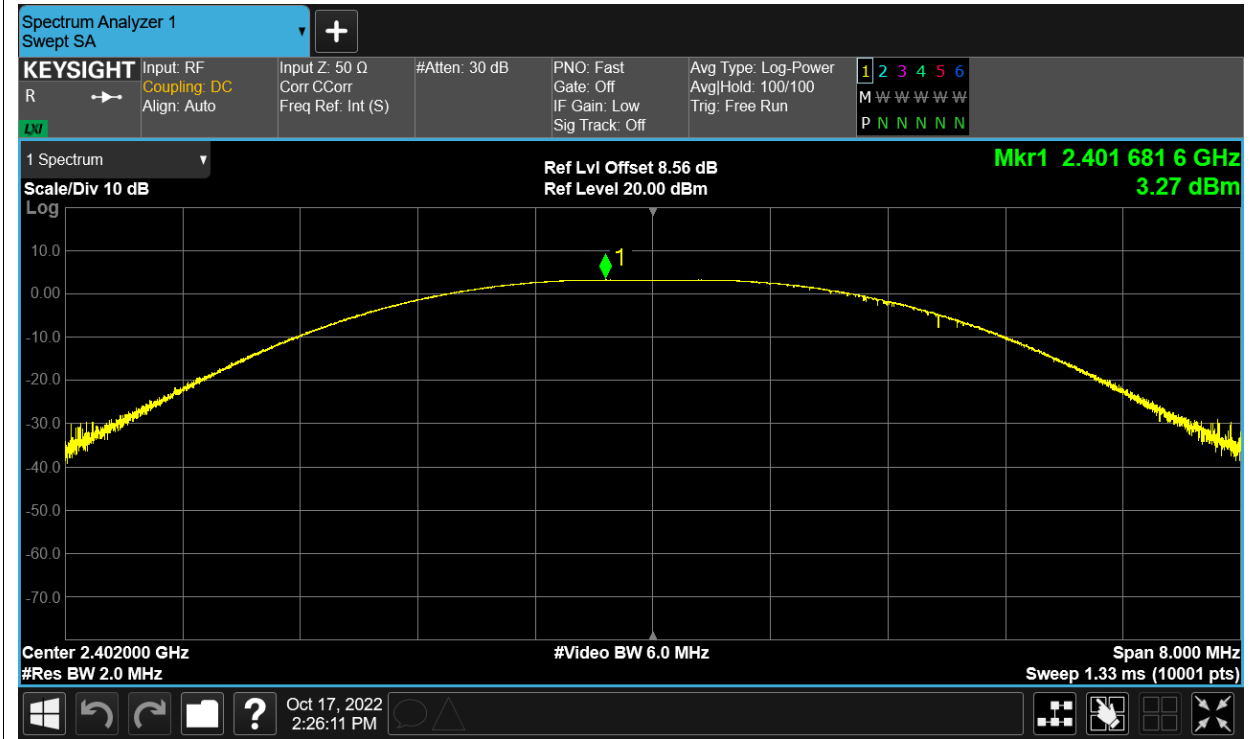 Spectrum Analyzer 1
Swept SA
+
KEYSIGHT
R
LXI
Input: RF
Coupling: DC
Align: Auto
Input Z: 50 Ω
Corr CCorr
Freq Ref: Int (S)
#Atten: 30 dB
PNO: Fast
Gate: Off
IF Gain: Low
Sig Track: Off
Avg Type: Log-Power
Avg|Hold: 100/100
Trig: Free Run
1 2 3 4 5 6
M W W W W W
P N N N N N
1 Spectrum
Scale/Div 10 dB
Log
Ref Lvl Offset 8.56 dB
Ref Level 20.00 dBm
Mkr1 2.401 681 6 GHz
3.27 dBm
1
10.0
0.00
-10.0
-20.0
-30.0
-40.0
-50.0
-60.0
-70.0
Center 2.402000 GHz
#Video BW 6.0 MHz
Span 8.000 MHz
#Res BW 2.0 MHz
Sweep 1.33 ms (10001 pts)
?
Oct 17, 2022
2:26:11 PM